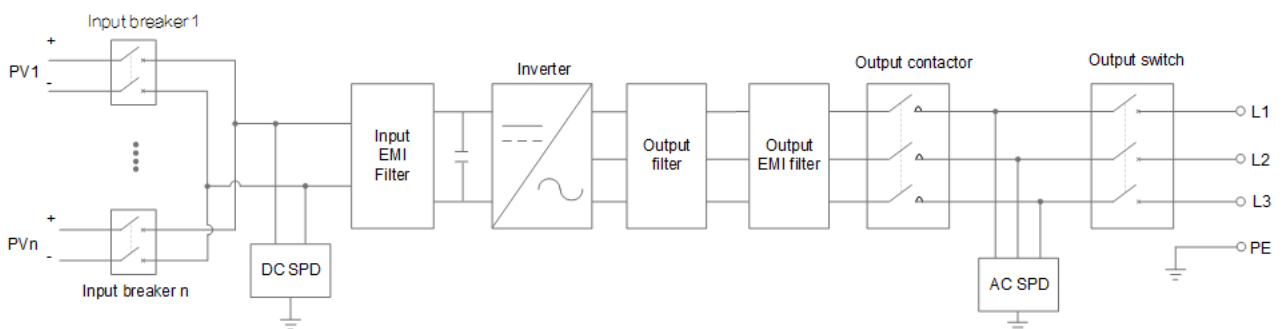 Input breaker 1
+
PV1
-
+
PVn
-
Input breaker n
DC SPD
Input
EMI
Filter
Inverter
Output
filter
Output
EMI filter
Output contactor
AC SPD
Output switch
L1
L2
L3
PE